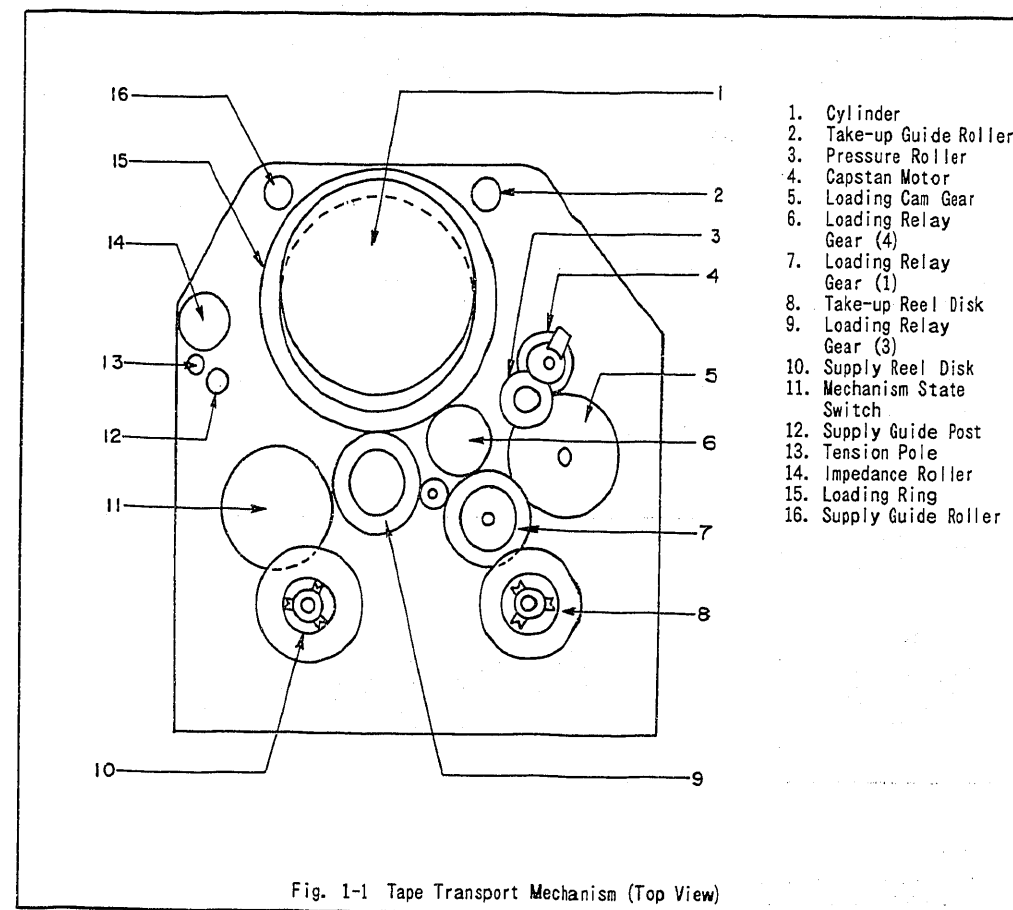 16
1
15
2
14
3
4
13
5
12
6
11
7
8
10
9
1. Cylinder
2. Take-up Guide Roller
3. Pressure Roller
4. Capstan Motor
5. Loading Cam Gear
6. Loading Relay
Gear (4)
7. Loading Relay
Gear (1)
8. Take-up Reel Disk
9. Loading Relay
Gear (3)
10. Supply Reel Disk
11. Mechanism State
Switch
12. Supply Guide Post
13. Tension Pole
14. Impedance Roller
15. Loading Ring
16. Supply Guide Roller
Fig. 1-1 Tape Transport Mechanism (Top View)